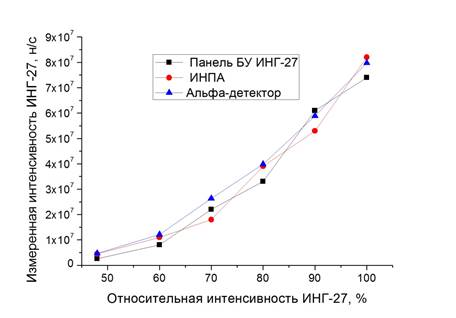 9x10⁷
8x10⁷
7x10⁷
6x10⁷
5x10⁷
4x10⁷
3x10⁷
2x10⁷
1x10⁷
0
Измеренная интенсивность ИНГ-27, н/с
Панель БУ ИНГ-27
ИНПА
Альфа-детектор
50 60 70 80 90 100
Относительная интенсивность ИНГ-27, %